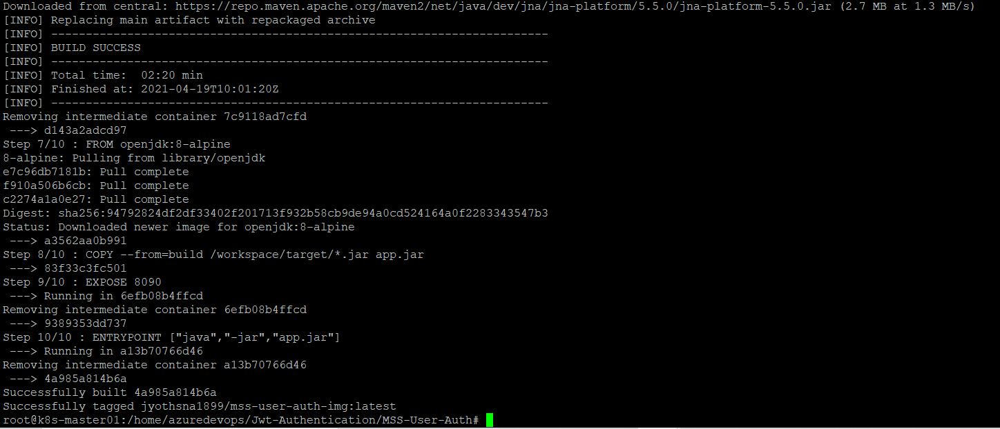 Downloaded from central: https://repo.maven.apache.org/maven2/net/java/dev/jna/jna-platform/5.5.0/jna-platform-5.5.0.jar (2.7 MB at 1.3 MB/s)
[INFO] Replacing main artifact with repackaged archive
[INFO] ------------------------------------------------------------------------
[INFO] BUILD SUCCESS
[INFO] ------------------------------------------------------------------------
[INFO] Total time:  02:20 min
[INFO] Finished at: 2021-04-19T10:01:20Z
[INFO] ------------------------------------------------------------------------
Removing intermediate container 7c9118ad7cfd
 ---> d143a2adcd97
Step 7/10 : FROM openjdk:8-alpine
8-alpine: Pulling from library/openjdk
e7c96db7181b: Pull complete
f910a506b6cb: Pull complete
c2274a1a0e27: Pull complete
Digest: sha256:94792824df2df33402f201713f932b58cb9de94a0cd524164a0f2283343547b3
Status: Downloaded newer image for openjdk:8-alpine
 ---> a3562aa0b991
Step 8/10 : COPY --from=build /workspace/target/*.jar app.jar
 ---> 83f33c3fc501
Step 9/10 : EXPOSE 8090
 ---> Running in 6efb08b4ffcd
Removing intermediate container 6efb08b4ffcd
 ---> 9389353dd737
Step 10/10 : ENTRYPOINT ["java","-jar","app.jar"]
 ---> Running in a13b70766d46
Removing intermediate container a13b70766d46
 ---> 4a985a814b6a
Successfully built 4a985a814b6a
Successfully tagged jyothsna1899/mss-user-auth-img:latest
root@k8s-master01:/home/azuredevops/Jwt-Authentication/MSS-User-Auth#